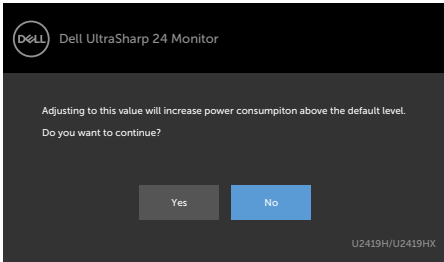 DELL
Dell UltraSharp 24 Monitor
Adjusting to this value will increase power consumpiton above the default level.
Do you want to continue?
Yes
No
U2419H/U2419HX